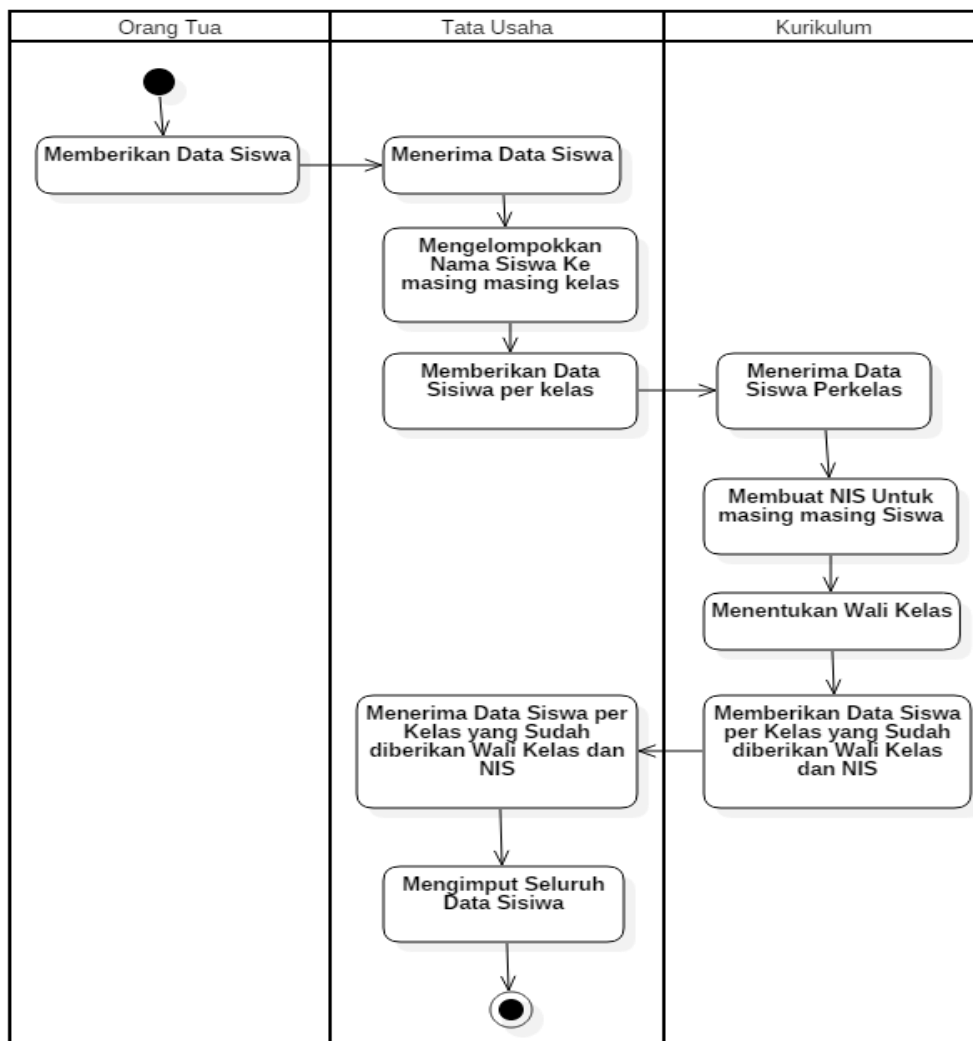 Orang Tua
Tata Usaha
Kurikulum
Memberikan Data Siswa
Menerima Data Siswa
Mengelompokkan
Nama Siswa Ke
masing masing kelas
Memberikan Data
Sisiwa per kelas
Menerima Data
Siswa Perkelas
Membuat NIS Untuk
masing masing Siswa
Menentukan Wali Kelas
Memberikan Data Siswa
per Kelas yang Sudah
diberikan Wali Kelas
dan NIS
Menerima Data Siswa per
Kelas yang Sudah
diberikan Wali Kelas dan
NIS
Mengimput Seluruh
Data Sisiwa